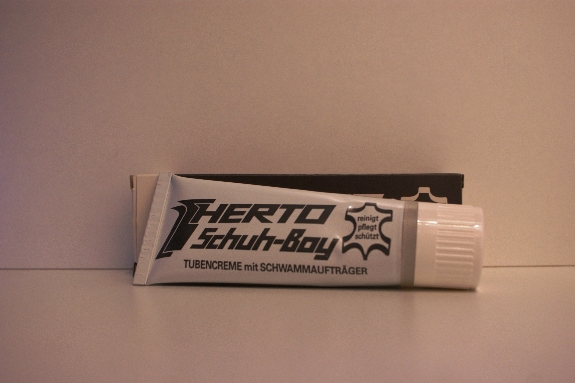 HERTO
Schuh-Boy
reinigt
pflegt
schützt
TUBENCREME mit SCHWAMMAUFTRÄGER